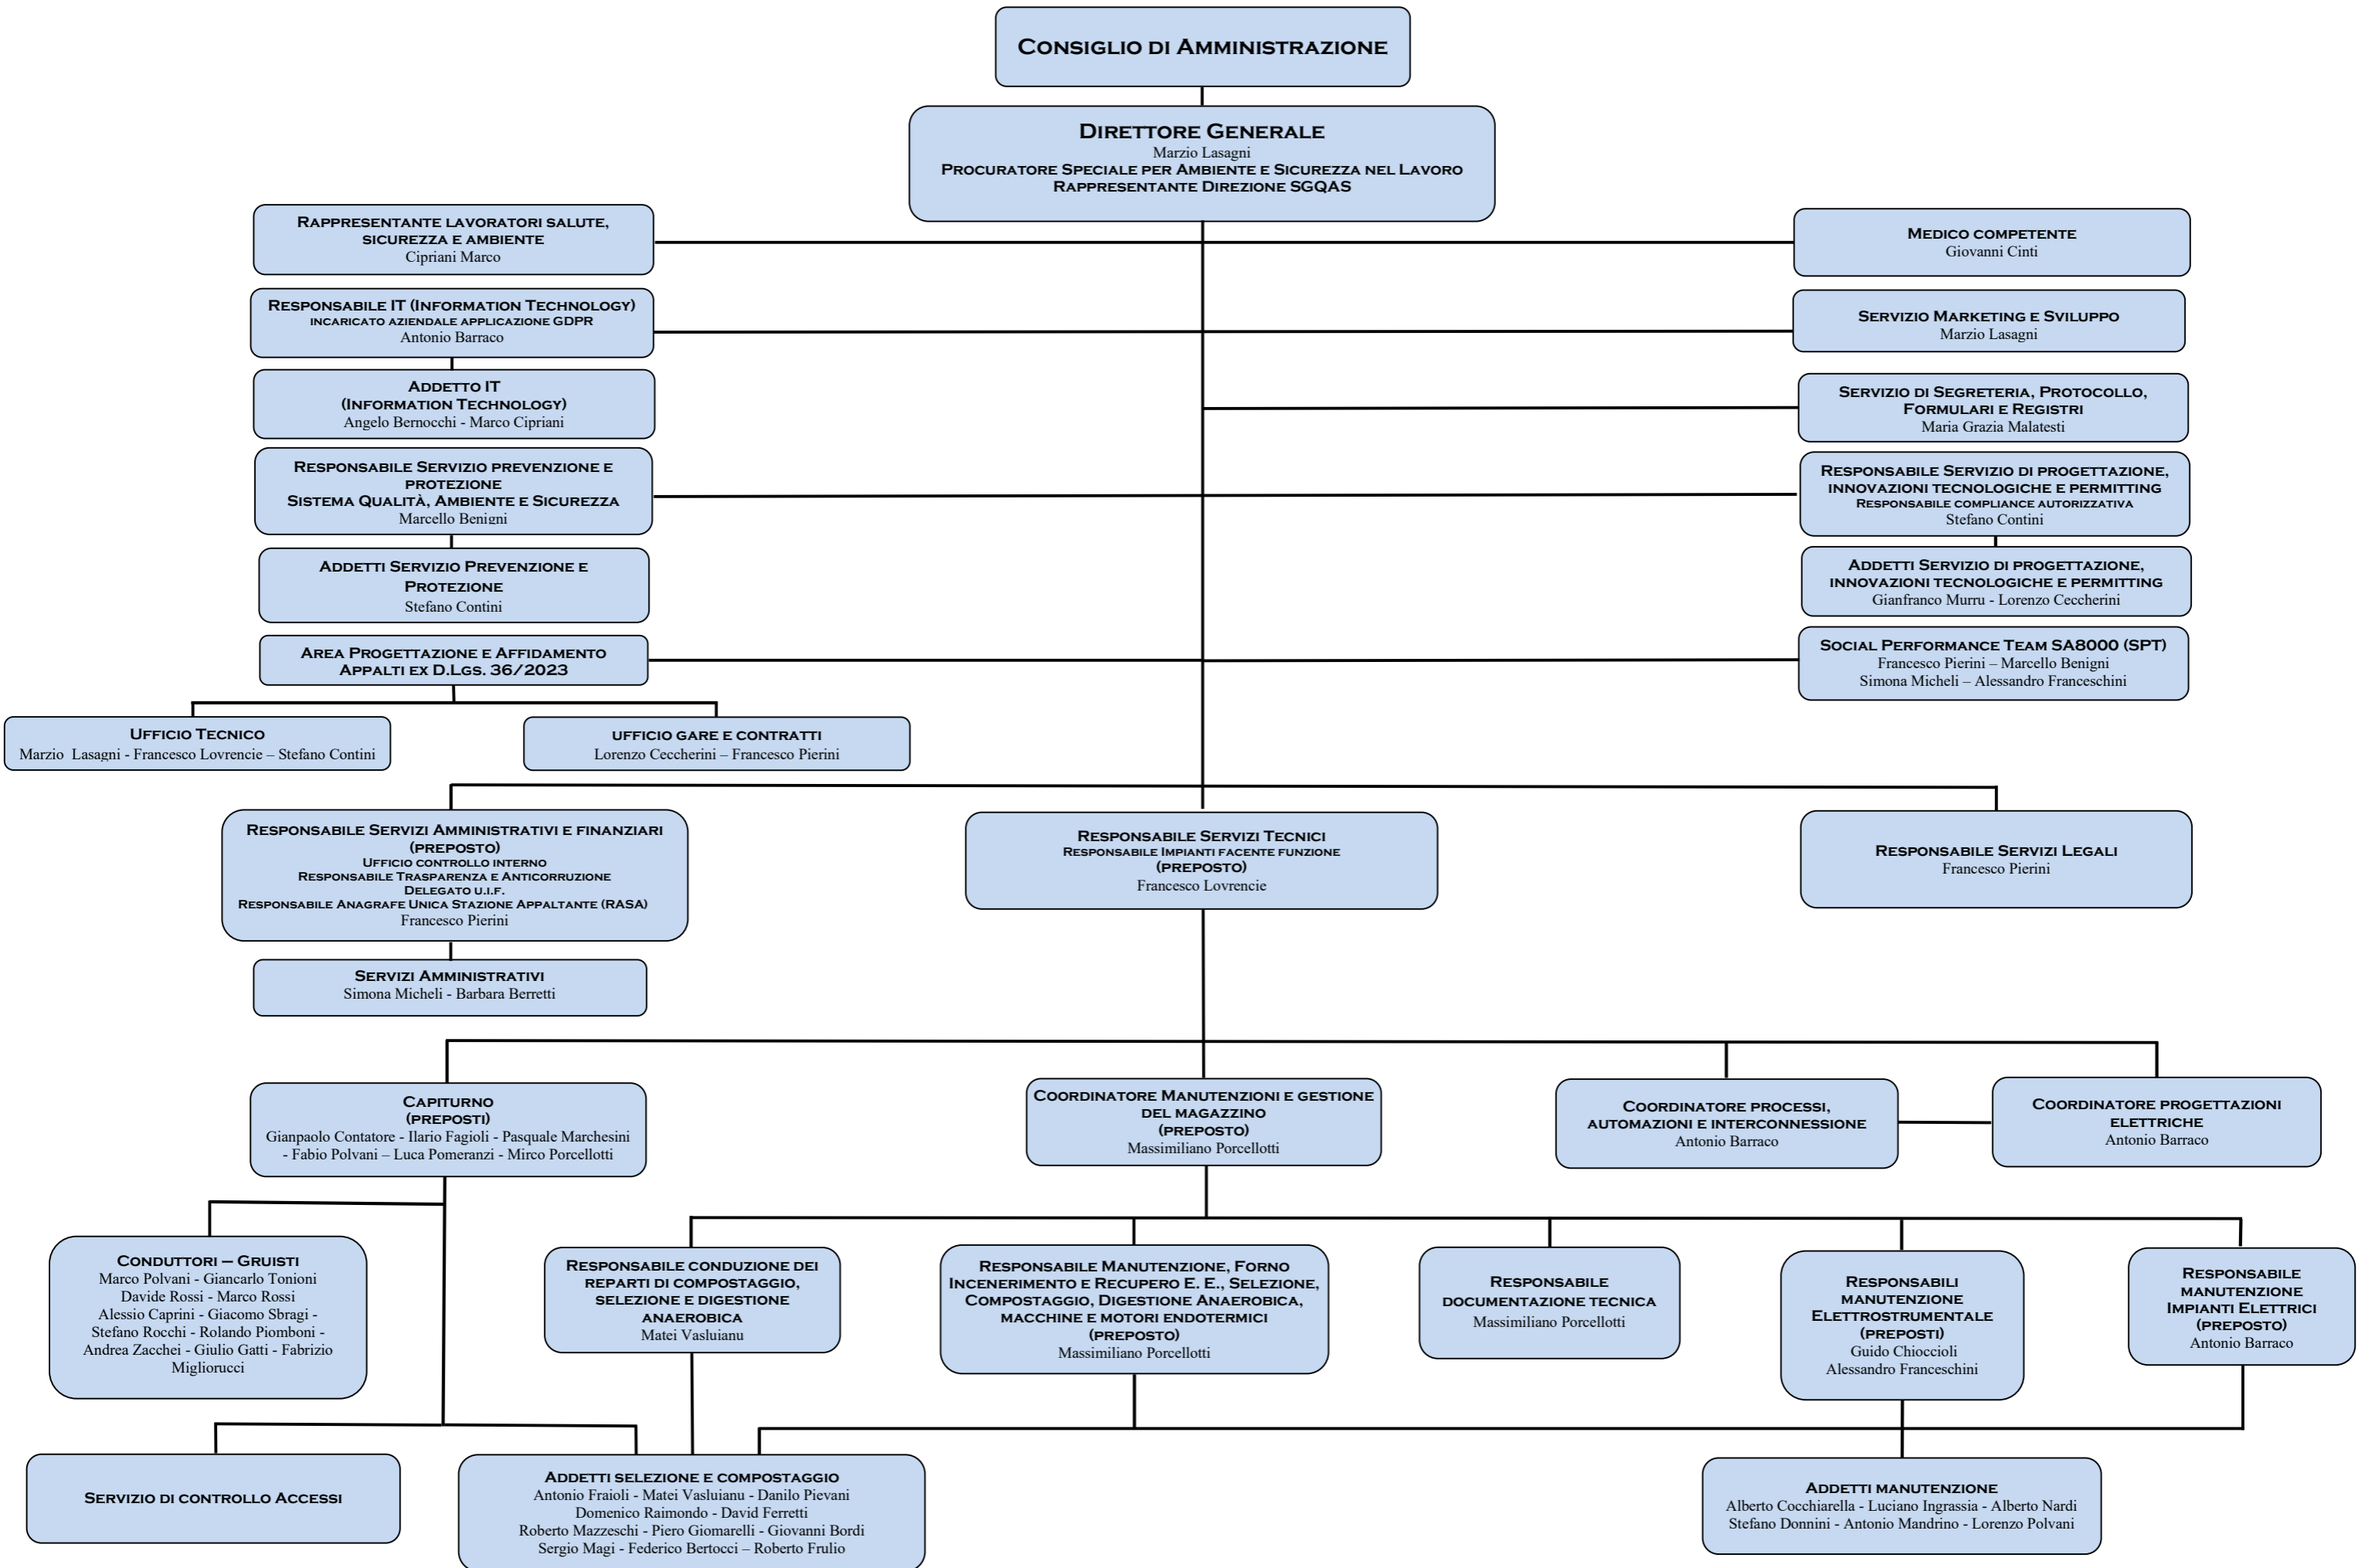 Consiglio di Amministrazione
Direttore Generale
Marzio Lasagni
Procuratore Speciale per Ambiente e Sicurezza nel Lavoro
Rappresentante Direzione SGQAS
Rappresentante lavoratori salute,
sicurezza e ambiente
Cipriani Marco
Medico competente
Giovanni Cinti
Responsabile IT (Information Technology)
incaricato aziendale applicazione GDPR
Antonio Barraco
Servizio Marketing e Sviluppo
Marzio Lasagni
Addetto IT
(Information Technology)
Angelo Bernocchi - Marco Cipriani
Servizio di Segreteria, Protocollo,
Formulari e Registri
Maria Grazia Malatesti
Responsabile Servizio prevenzione e
protezione
Sistema Qualità, Ambiente e Sicurezza
Marcello Benigni
Responsabile Servizio di progettazione,
innovazioni tecnologiche e permitting
Responsabile compliance autorizzativa
Stefano Contini
Addetti Servizio Prevenzione e
Protezione
Stefano Contini
Addetti Servizio di progettazione,
innovazioni tecnologiche e permitting
Gianfranco Murru - Lorenzo Ceccherini
Area Progettazione e Affidamento
Appalti ex D.Lgs. 36/2023
Social Performance Team SA8000 (SPT)
Francesco Pierini – Marcello Benigni
Simona Micheli – Alessandro Franceschini
Ufficio Tecnico
Marzio Lasagni - Francesco Lovrencie – Stefano Contini
ufficio gare e contratti
Lorenzo Ceccherini – Francesco Pierini
Responsabile Servizi Amministrativi e finanziari
(preposto)
Ufficio controllo interno
Responsabile Trasparenza e Anticorruzione
Delegato u.i.f.
Responsabile Anagrafe Unica Stazione Appaltante (RASA)
Francesco Pierini
Responsabile Servizi Tecnici
Responsabile Impianti facente funzione
(preposto)
Francesco Lovrencie
Responsabile Servizi Legali
Francesco Pierini
Servizi Amministrativi
Simona Micheli - Barbara Berretti
Capiturno
(preposti)
Gianpaolo Contatore - Ilario Fagioli - Pasquale Marchesini
- Fabio Polvani – Luca Pomeranzi - Mirco Porcellotti
Coordinatore Manutenzioni e gestione
del magazzino
(preposto)
Massimiliano Porcellotti
Coordinatore processi,
automazioni e interconnessione
Antonio Barraco
Coordinatore progettazioni
elettriche
Antonio Barraco
Conduttori – Gruisti
Marco Polvani - Giancarlo Tonioni
Davide Rossi - Marco Rossi
Alessio Caprini - Giacomo Sbragi -
Stefano Rocchi - Rolando Piomboni -
Andrea Zacchei - Giulio Gatti - Fabrizio
Migliorucci
Responsabile conduzione dei
reparti di compostaggio,
selezione e digestione
anaerobica
Matei Vasluianu
Responsabile Manutenzione, Forno
Incenerimento e Recupero E. E., Selezione,
Compostaggio, Digestione Anaerobica,
macchine e motori endotermici
(preposto)
Massimiliano Porcellotti
Responsabile
documentazione tecnica
Massimiliano Porcellotti
Responsabili
manutenzione
Elettrostrumentale
(preposti)
Guido Chioccioli
Alessandro Franceschini
Responsabile
manutenzione
Impianti Elettrici
(preposto)
Antonio Barraco
Servizio di controllo Accessi
Addetti selezione e compostaggio
Antonio Fraioli - Matei Vasluianu - Danilo Pievani
Domenico Raimondo - David Ferretti
Roberto Mazzeschi - Piero Giomarelli - Giovanni Bordi
Sergio Magi - Federico Bertocci – Roberto Frulio
Addetti manutenzione
Alberto Cocchiarella - Luciano Ingrassia - Alberto Nardi
Stefano Donnini - Antonio Mandrino - Lorenzo Polvani